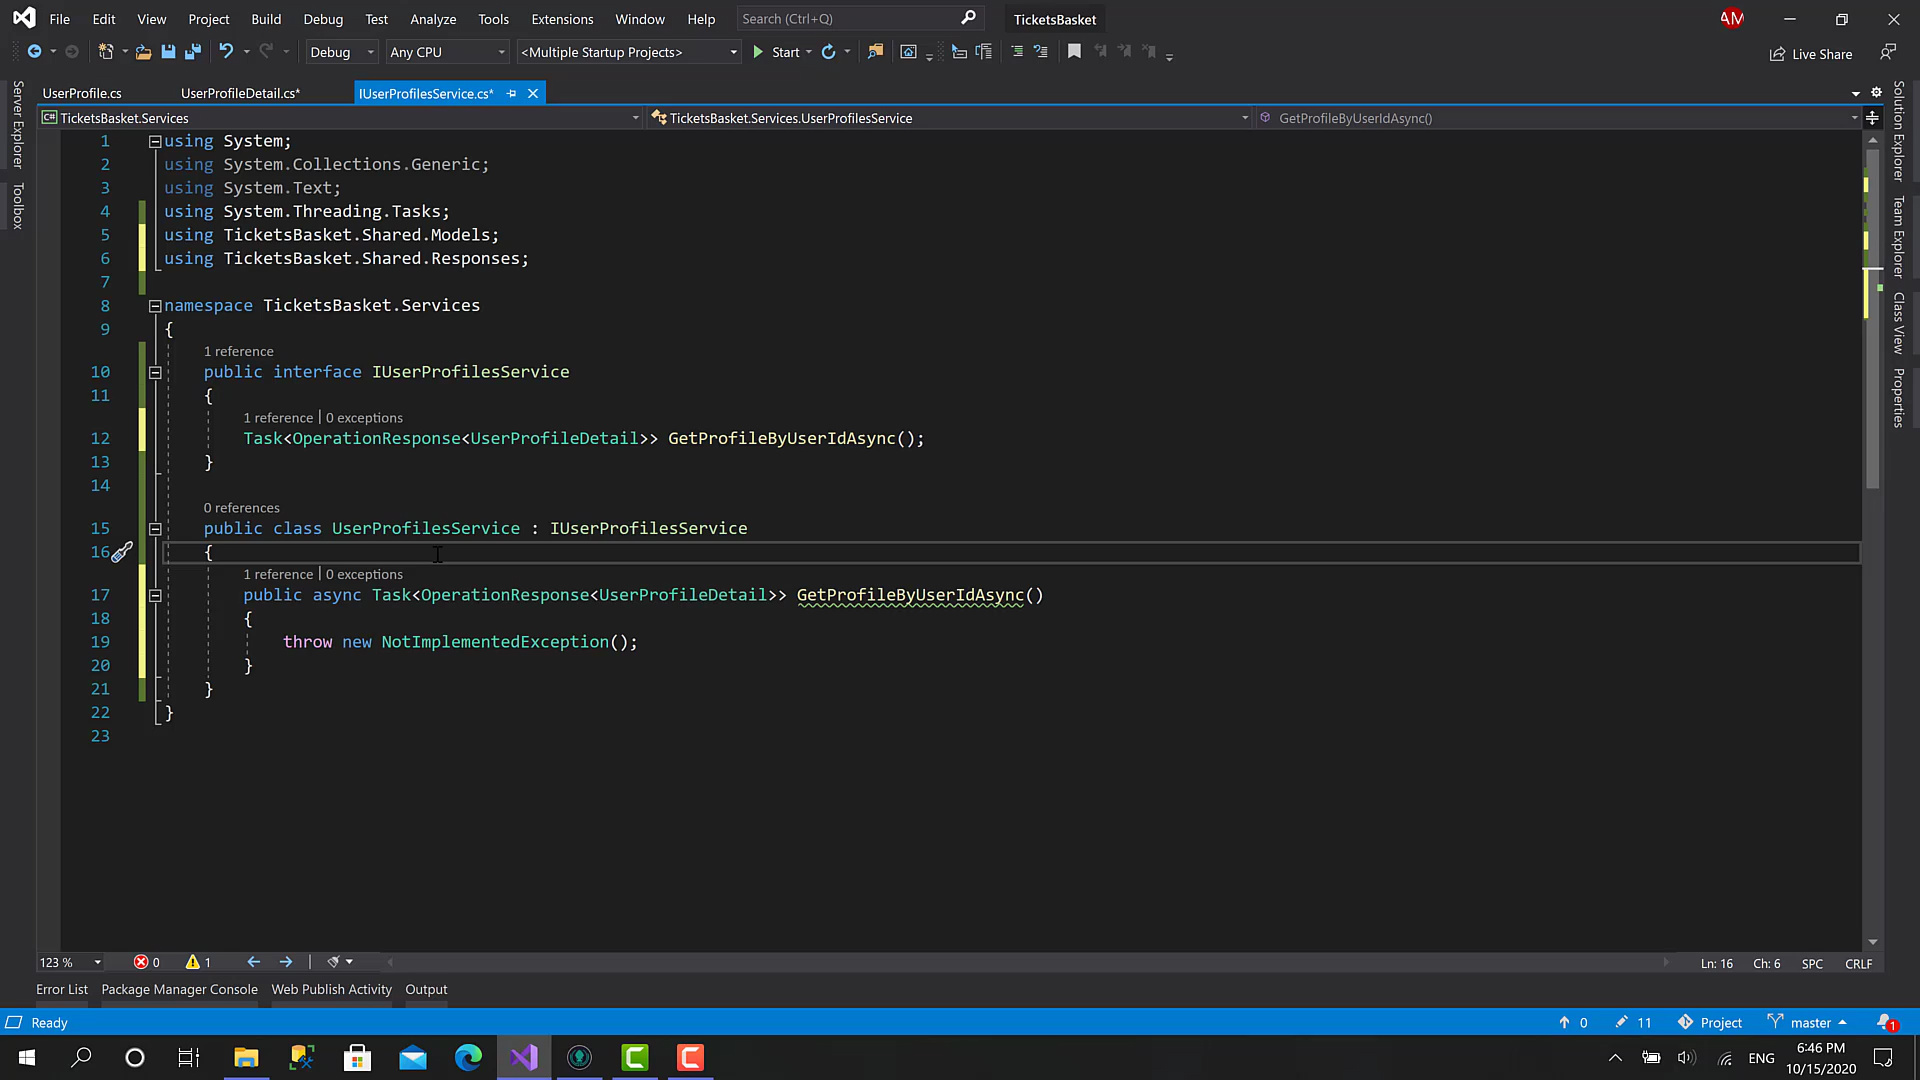 File Edit View Project Build Debug Test Analyze Tools Extensions Window Help Search (Ctrl+Q) TicketsBasket AM
Debug Any CPU <Multiple Startup Projects> Start Live Share
UserProfile.cs UserProfileDetail.cs* IUserProfilesService.cs*
C# TicketsBasket.Services TicketsBasket.Services.UserProfilesService GetProfileByUserIdAsync()
Server Explorer
Toolbox
Solution Explorer
Team Explorer
Class View
Properties
1 using System;
2 using System.Collections.Generic;
3 using System.Text;
4 using System.Threading.Tasks;
5 using TicketsBasket.Shared.Models;
6 using TicketsBasket.Shared.Responses;
7
8 namespace TicketsBasket.Services
9 {
1 reference
10 public interface IUserProfilesService
11 {
1 reference | 0 exceptions
12 Task<OperationResponse<UserProfileDetail>> GetProfileByUserIdAsync();
13 }
14
0 references
15 public class UserProfilesService : IUserProfilesService
16 {
1 reference | 0 exceptions
17 public async Task<OperationResponse<UserProfileDetail>> GetProfileByUserIdAsync()
18 {
19 throw new NotImplementedException();
20 }
21 }
22 }
23
123 % 0 1 Ln: 16 Ch: 6 SPC CRLF
Error List Package Manager Console Web Publish Activity Output
Ready 0 11 Project master 1
ENG 6:46 PM
10/15/2020